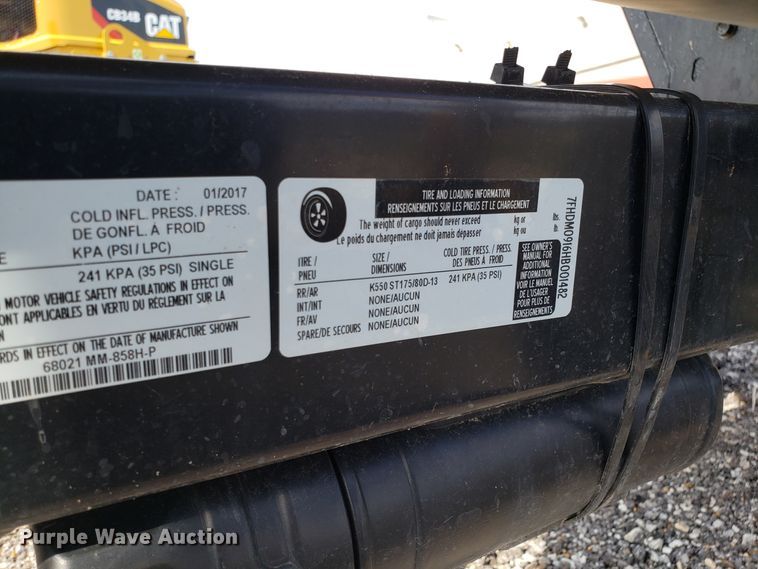 CB34B CAT
DATE: 01/2017
COLD INFL. PRESS. / PRESS.
DE GONFL. À FROID
KPA (PSI / LPC)
241 KPA (35 PSI) SINGLE
MOTOR VEHICLE SAFETY REGULATIONS IN EFFECT ON
ONT APPLICABLES EN VERTU DU RÉGLEMENT SUR LA
RDS IN EFFECT ON THE DATE OF MANUFACTURE SHOWN
68021 MM-858H-P
TIRE AND LOADING INFORMATION
RENSEIGNEMENTS SUR LES PNEUS ET LE CHARGEMENT
The weight of cargo should never exceed kg or lbs.
Le poids du chargement ne doit jamais dépasser kg ou lb.
TIRE / SIZE / COLD TIRE PRESS. /
PNEU DIMENSIONS DES PNEUS À FROID
RR/AR K550 ST175/80D-13 241 KPA (35 PSI)
INT/INT NONE/AUCUN
FR/AV NONE/AUCUN
SPARE/DE SECOURS NONE/AUCUN
SEE OWNER'S
MANUAL FOR
ADDITIONAL
INFORMATION
VOIR LE MANUEL
DE L'USAGER
POUR PLUS DE
RENSEIGNEMENTS
7FHDM0916HB001482
Purple Wave Auction